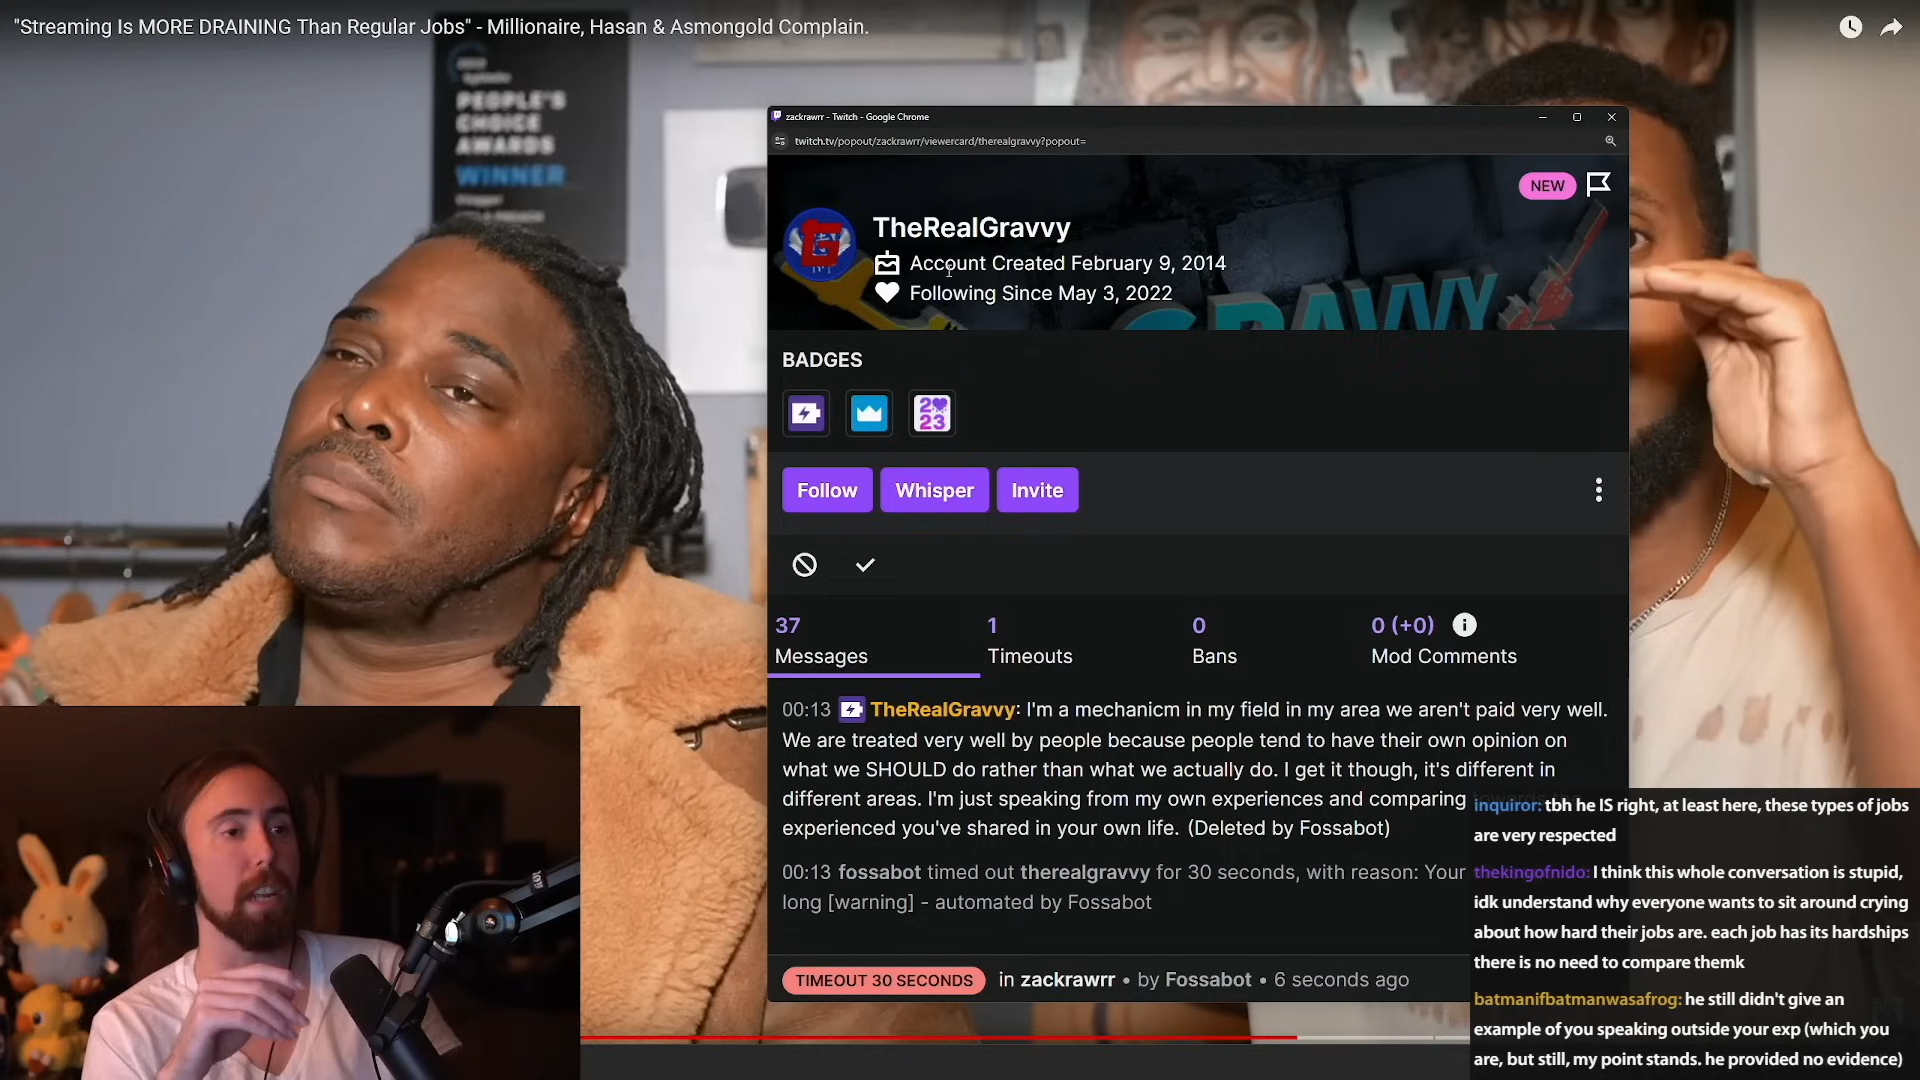 "Streaming Is MORE DRAINING Than Regular Jobs" - Millionaire, Hasan & Asmongold Complain.
PEOPLE'S
CHOICE
AWARDS
WINNER
zackrawrr - Twitch - Google Chrome
twitch.tv/popout/zackrawrr/viewercard/therealgravvy?popout=
NEW
TheRealGravvy
Account Created February 9, 2014
Following Since May 3, 2022
GRAVVY
BADGES
2023
Follow Whisper Invite
37 1 0 0 (+0)
Messages Timeouts Bans Mod Comments
00:13 TheRealGravvy: I'm a mechanicm in my field in my area we aren't paid very well.
We are treated very well by people because people tend to have their own opinion on
what we SHOULD do rather than what we actually do. I get it though, it's different in
different areas. I'm just speaking from my own experiences and comparing towards the
experienced you've shared in your own life. (Deleted by Fossabot)
00:13 fossabot timed out therealgravvy for 30 seconds, with reason: Your
long [warning] - automated by Fossabot
TIMEOUT 30 SECONDS in zackrawrr • by Fossabot • 6 seconds ago
inquiror: tbh he IS right, at least here, these types of jobs
are very respected
thekingofnido: I think this whole conversation is stupid,
idk understand why everyone wants to sit around crying
about how hard their jobs are. each job has its hardships
there is no need to compare themk
batmanifbatmanwasafrog: he still didn't give an
example of you speaking outside your exp (which you
are, but still, my point stands. he provided no evidence)